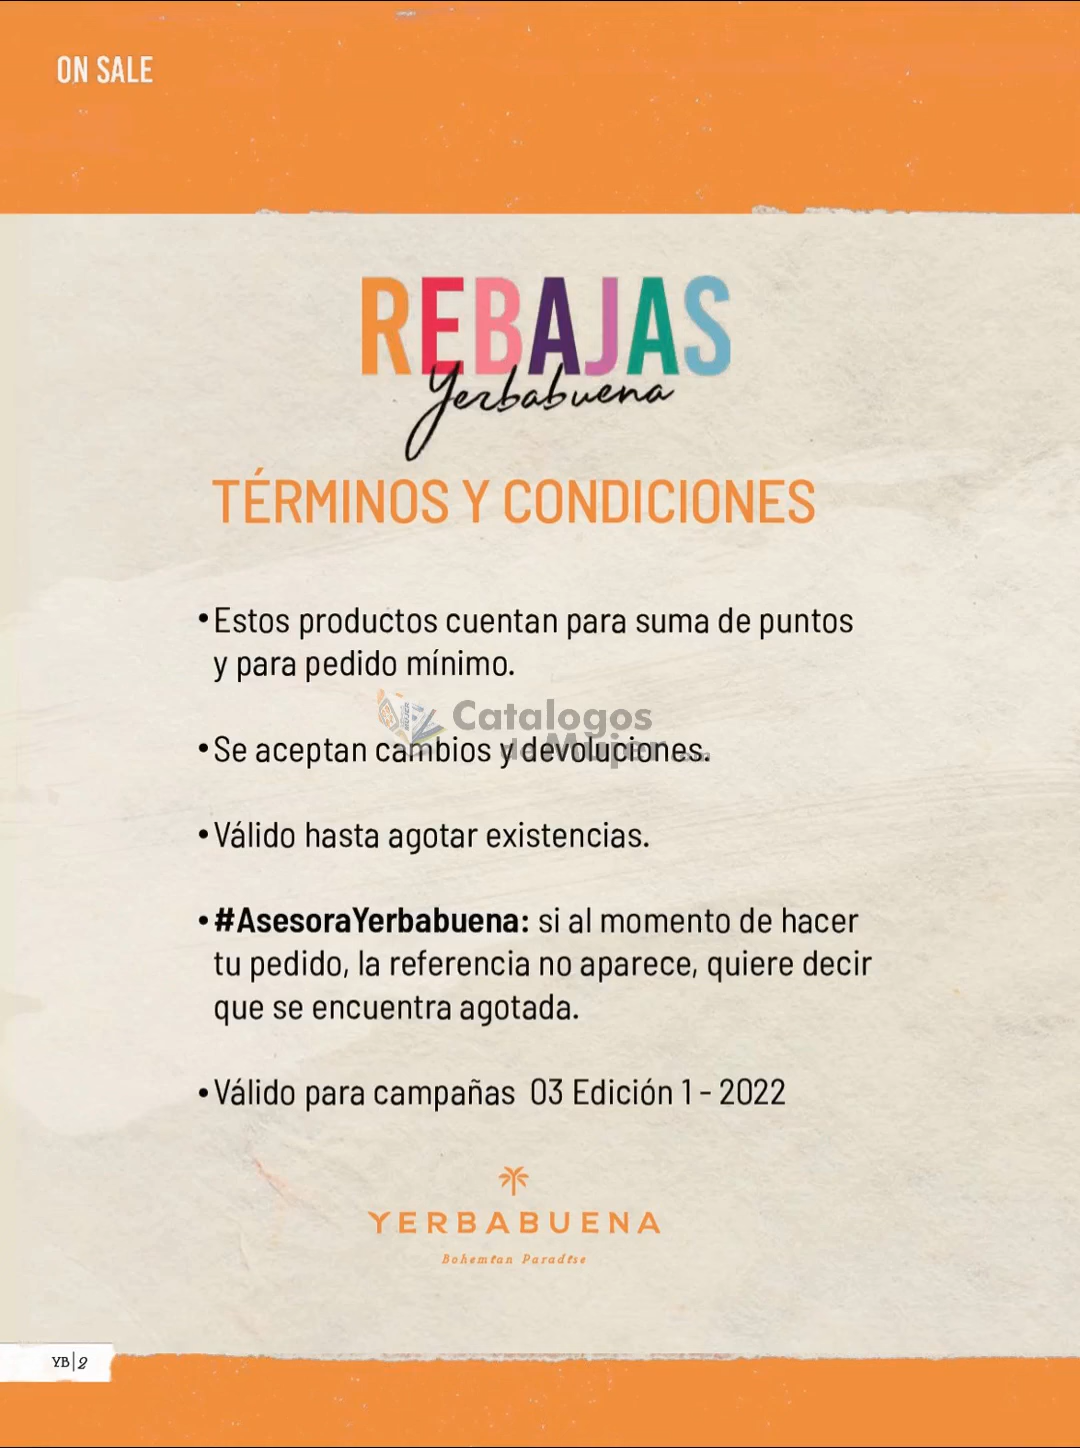 ON SALE
REBAJAS
Yerbabuena
TÉRMINOS Y CONDICIONES
•Estos productos cuentan para suma de puntos
y para pedido mínimo.
Catalogos
de Mujer
•Se aceptan cambios y devoluciones.
•Válido hasta agotar existencias.
•#AsesoraYerbabuena: si al momento de hacer
tu pedido, la referencia no aparece, quiere decir
que se encuentra agotada.
•Válido para campañas 03 Edición 1 - 2022
YERBABUENA
Bohemian Paradise
YB|2